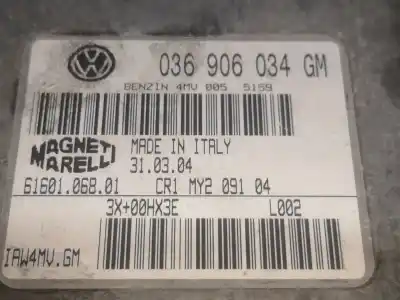 036 906 034 GM
BENZIN 4MV 005 5159
MAGNETI MARELLI
MADE IN ITALY
31.03.04
61601.068.01 CR1 MY2 091 04
3X+00HX3E L002
IAW4MV.GM